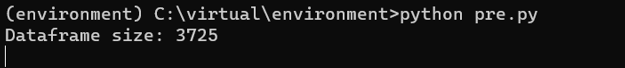 (environment) C:\virtual\environment>python pre.py
Dataframe size: 3725